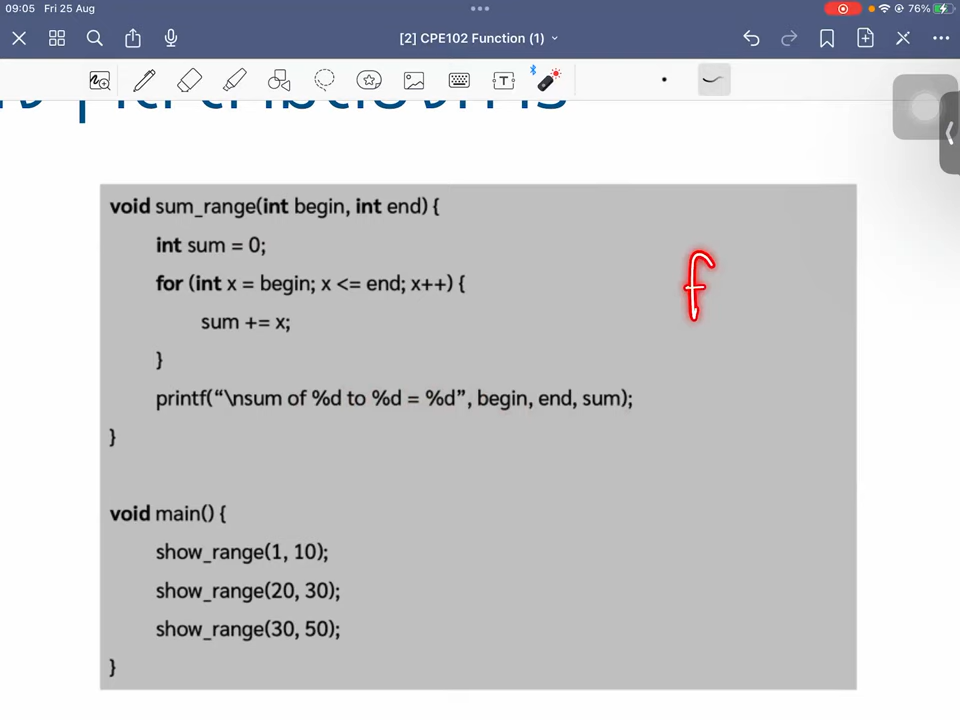 09:05 Fri 25 Aug
76%
[2] CPE102 Function (1)
T
void sum_range(int begin, int end) {
int sum = 0;
for (int x = begin; x <= end; x++) {
sum += x;
}
printf(“\nsum of %d to %d = %d”, begin, end, sum);
}
void main() {
show_range(1, 10);
show_range(20, 30);
show_range(30, 50);
}
f